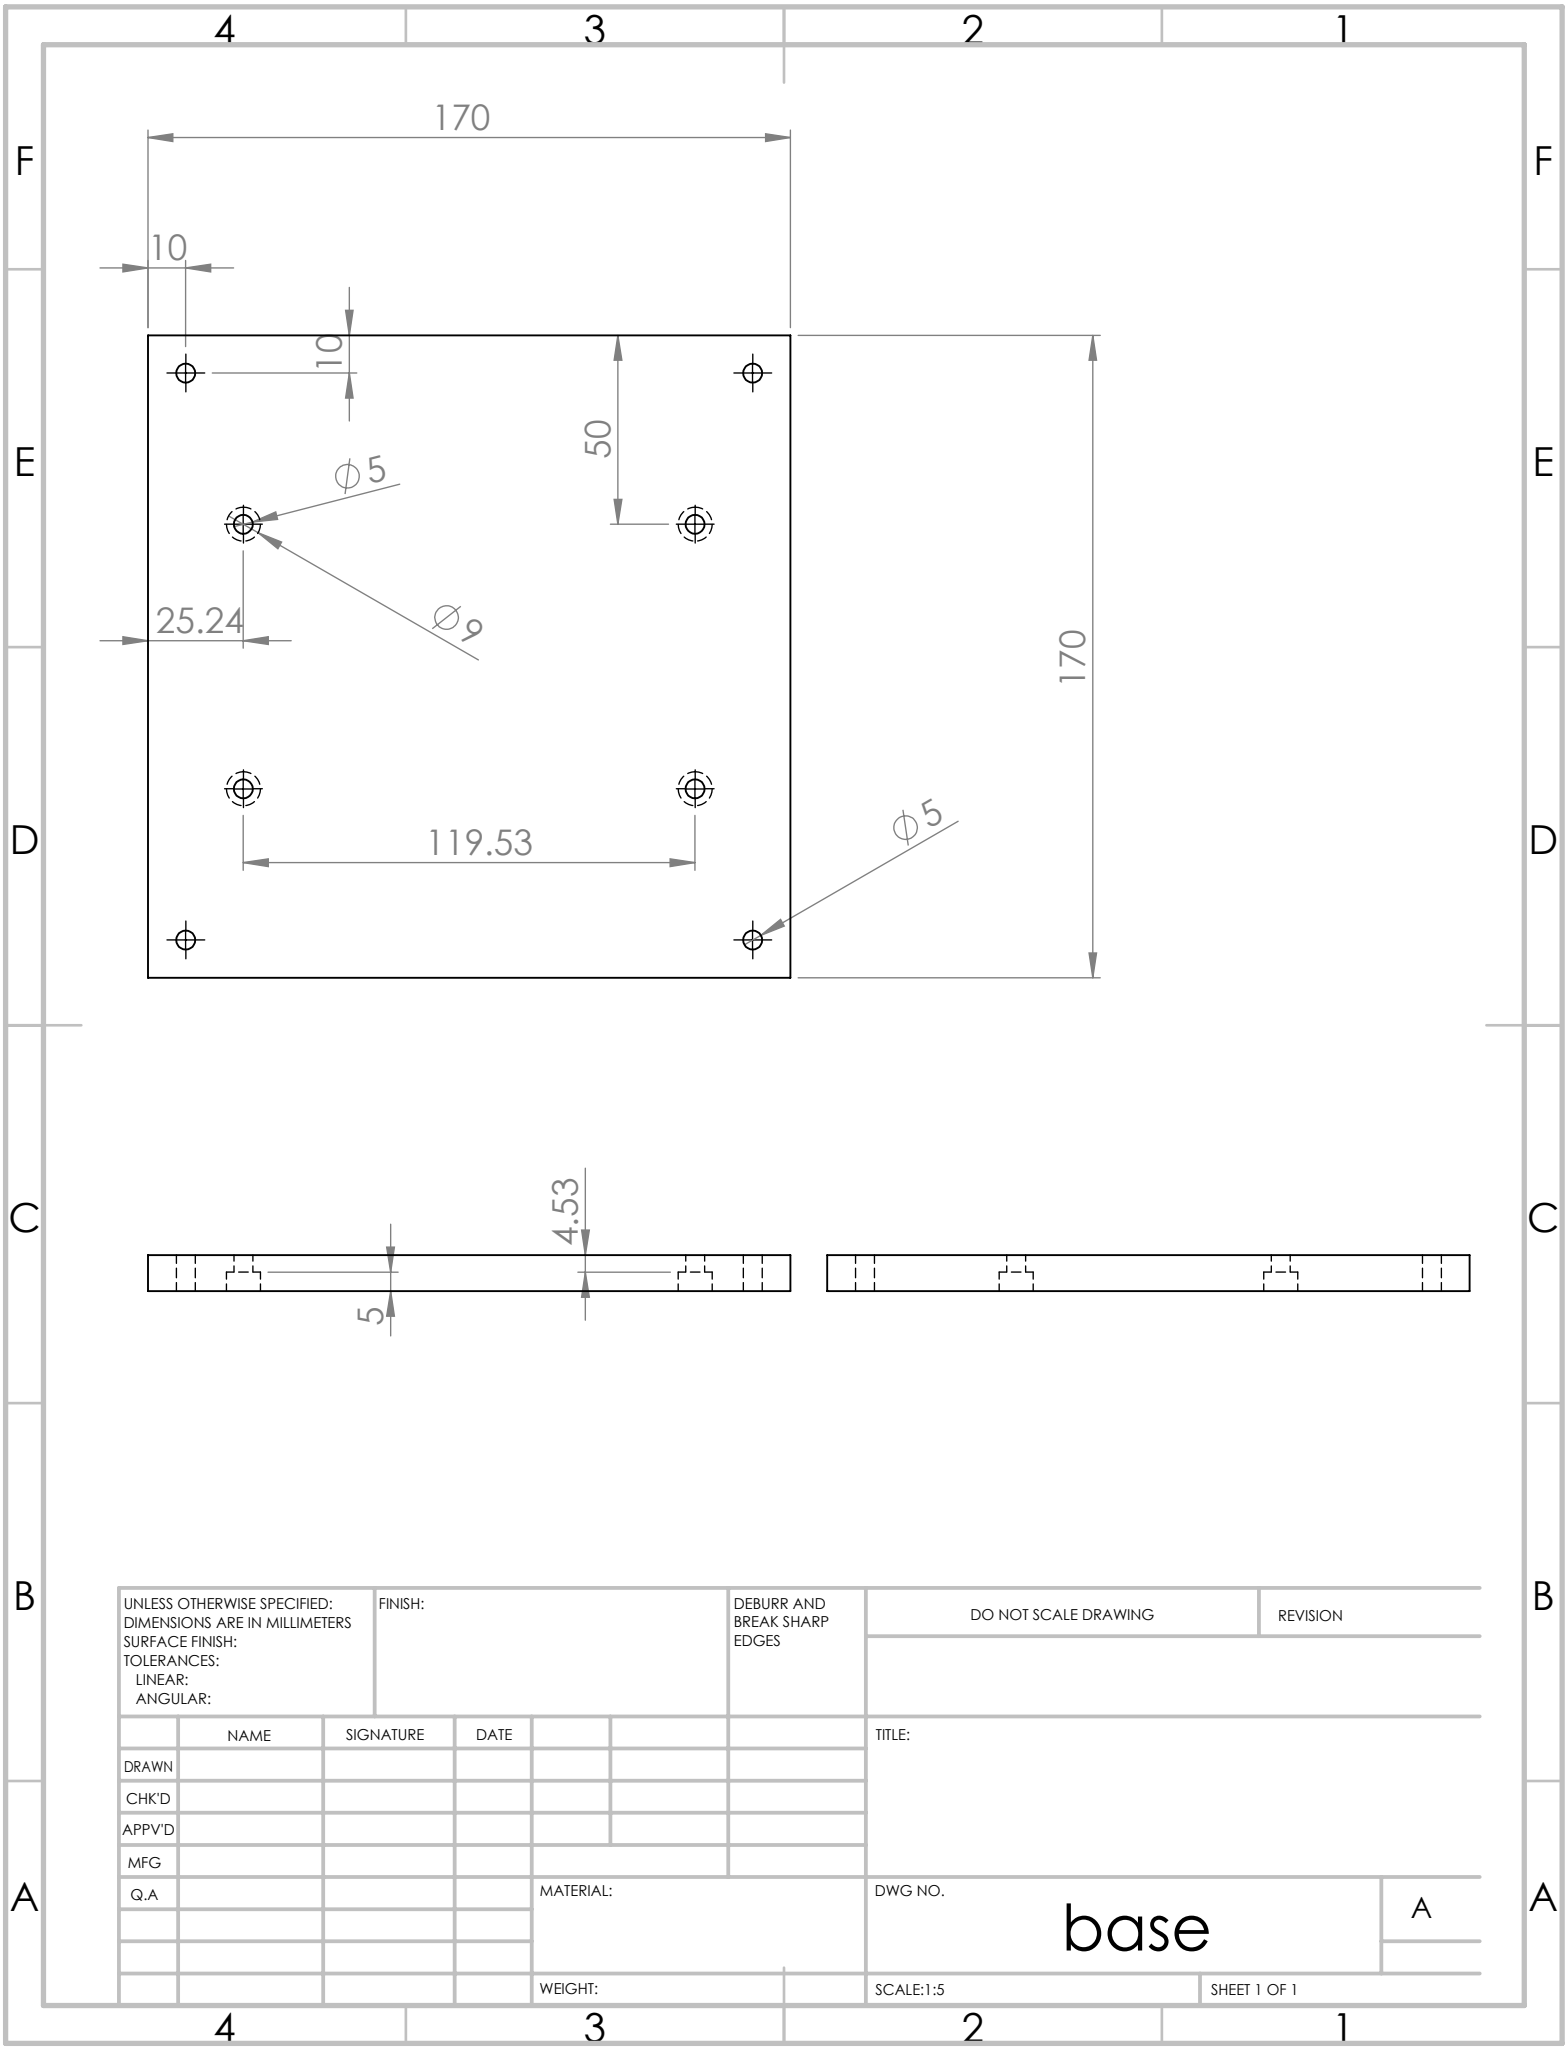 4 3 2 1
170
F F
10
10
50
E E
⌀5
25.24
⌀9
170
⌀5
D D
119.53
4.53
C C
5
B B
UNLESS OTHERWISE SPECIFIED:
DIMENSIONS ARE IN MILLIMETERS
SURFACE FINISH:
TOLERANCES:
LINEAR:
ANGULAR:
FINISH:
DEBURR AND
BREAK SHARP
EDGES
DO NOT SCALE DRAWING
REVISION
NAME SIGNATURE DATE
TITLE:
DRAWN
CHK'D
APPV'D
MFG
Q.A
A A
MATERIAL:
DWG NO.
base
A
WEIGHT:
SCALE:1:5
SHEET 1 OF 1
4 3 2 1